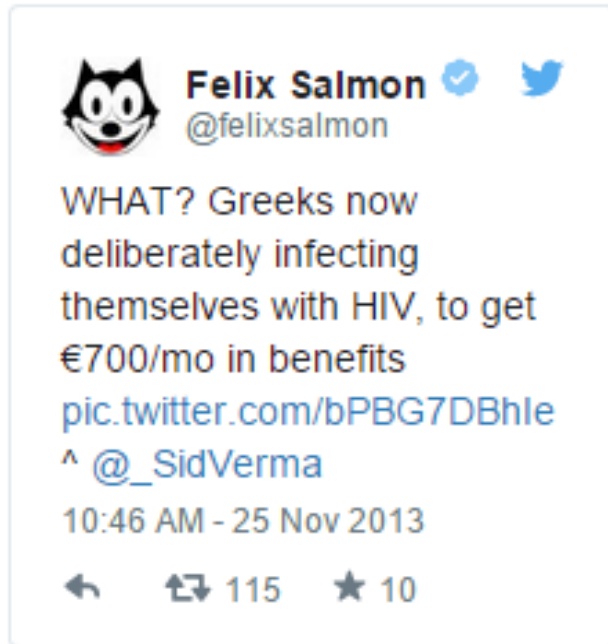 Felix Salmon
@felixsalmon
WHAT? Greeks now
deliberately infecting
themselves with HIV, to get
€700/mo in benefits
pic.twitter.com/bPBG7DBhIe
^ @_SidVerma
10:46 AM - 25 Nov 2013
115 10